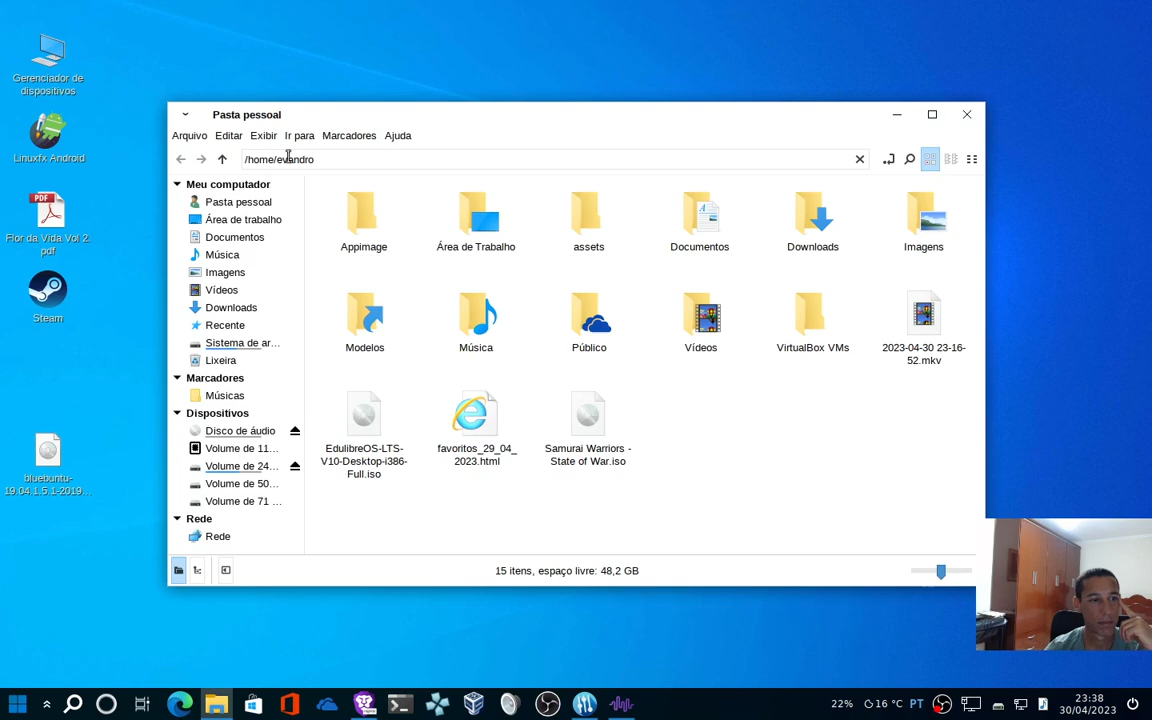 Gerenciador de
dispositivos
Linuxfx Android
PDF
Flor da Vida Vol 2.
pdf
Steam
bluebuntu-
19.04.1.5.1-2019...
Pasta pessoal
Arquivo Editar Exibir Ir para Marcadores Ajuda
/home/evandro
Meu computador
Pasta pessoal
Área de trabalho
Documentos
Música
Imagens
Vídeos
Downloads
Recente
Sistema de ar...
Lixeira
Marcadores
Músicas
Dispositivos
Disco de áudio
Volume de 11...
Volume de 24...
Volume de 50...
Volume de 71 ...
Rede
Rede
Appimage Área de Trabalho assets Documentos Downloads Imagens
Modelos Música Público Vídeos VirtualBox VMs 2023-04-30 23-16-
52.mkv
EdulibreOS-LTS-
V10-Desktop-i386-
Full.iso
favoritos_29_04_
2023.html
Samurai Warriors -
State of War.iso
15 itens, espaço livre: 48,2 GB
22% 16 °C PT
23:38
30/04/2023